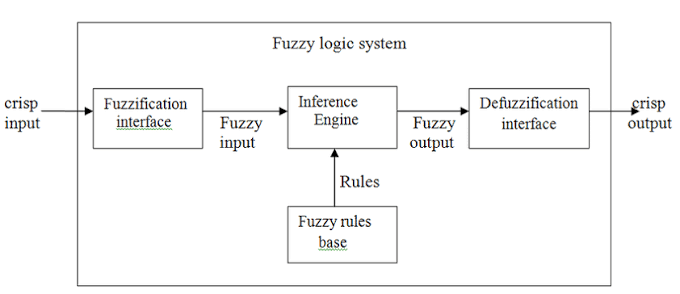 Fuzzy logic system
crisp
input
Fuzzification
interface
Fuzzy
input
Inference
Engine
Fuzzy
output
Defuzzification
interface
crisp
output
Rules
Fuzzy rules
base